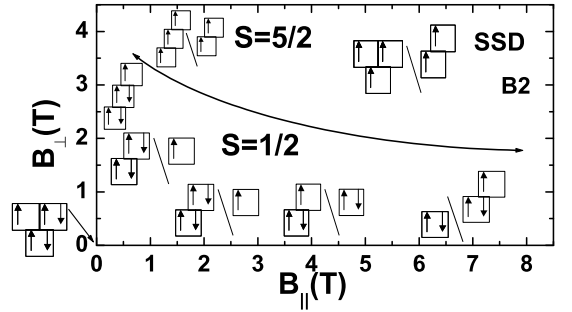 4
S=5/2
SSD
3
B2
B⊥(T)
2
S=1/2
1
0
0 1 2 3 4 5 6 7 8
B||(T)